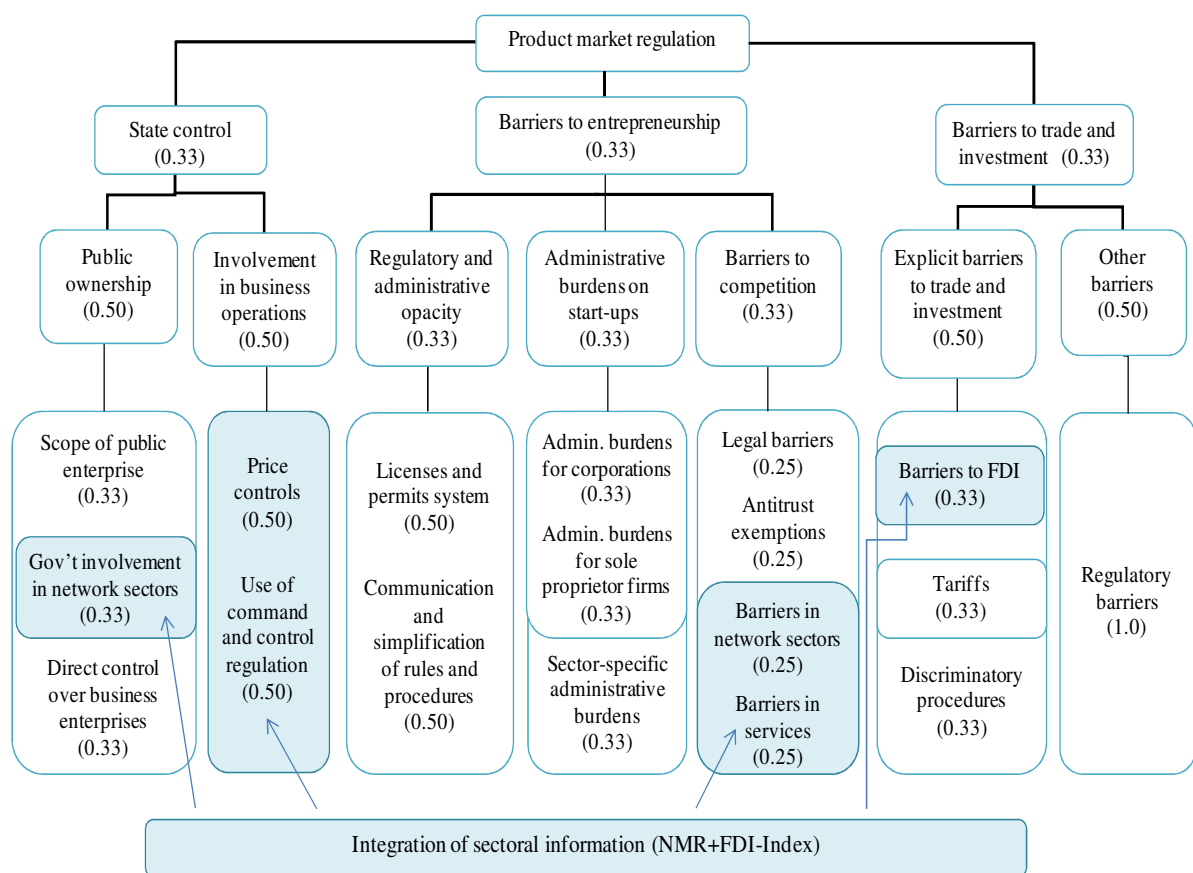 Product market regulation
State control
(0.33)
Barriers to entrepreneurship
(0.33)
Barriers to trade and
investment (0.33)
Public
ownership
(0.50)
Involvement
in business
operations
(0.50)
Regulatory and
administrative
opacity
(0.33)
Administrative
burdens on
start-ups
(0.33)
Barriers to
competition
(0.33)
Explicit barriers
to trade and
investment
(0.50)
Other
barriers
(0.50)
Scope of public
enterprise
(0.33)
Gov't involvement
in network sectors
(0.33)
Direct control
over business
enterprises
(0.33)
Price
controls
(0.50)
Use of
command
and control
regulation
(0.50)
Licenses and
permits system
(0.50)
Communication
and
simplification
of rules and
procedures
(0.50)
Admin. burdens
for corporations
(0.33)
Admin. burdens
for sole
proprietor firms
(0.33)
Sector-specific
administrative
burdens
(0.33)
Legal barriers
(0.25)
Antitrust
exemptions
(0.25)
Barriers in
network sectors
(0.25)
Barriers in
services
(0.25)
Barriers to FDI
(0.33)
Tariffs
(0.33)
Discriminatory
procedures
(0.33)
Regulatory
barriers
(1.0)
Integration of sectoral information (NMR+FDI-Index)